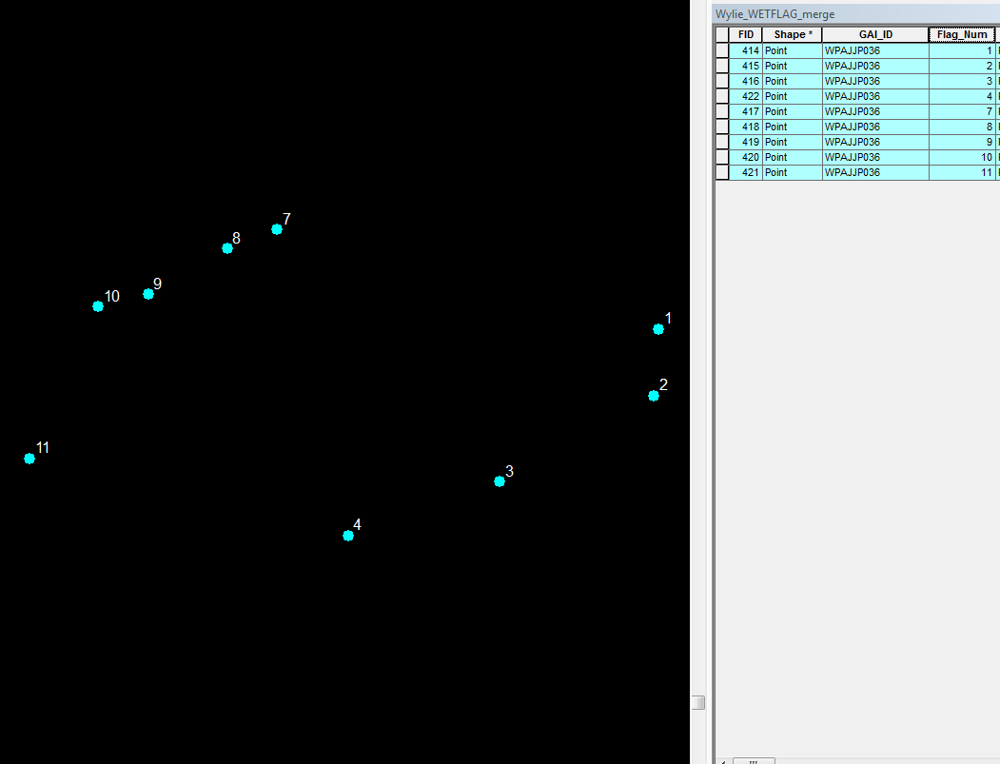 Wylie_WETFLAG_merge
FID Shape * GAI_ID Flag_Num
414 Point WPAJJP036 1
415 Point WPAJJP036 2
416 Point WPAJJP036 3
422 Point WPAJJP036 4
417 Point WPAJJP036 7
418 Point WPAJJP036 8
419 Point WPAJJP036 9
420 Point WPAJJP036 10
421 Point WPAJJP036 11
7
8
9
10
1
2
11
3
4